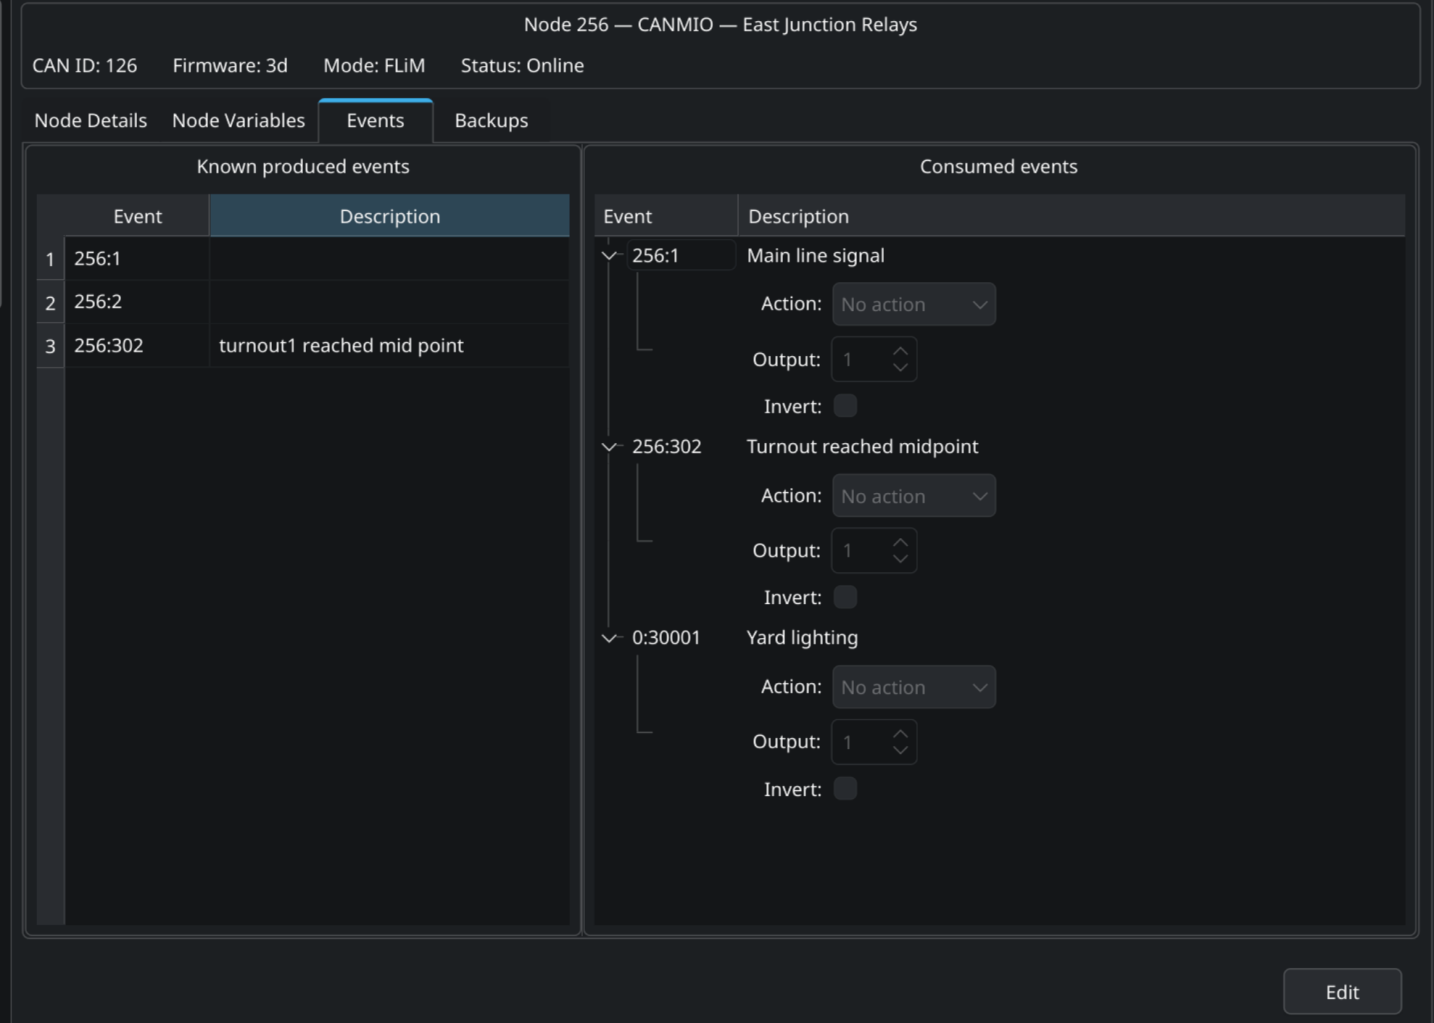 Node 256 — CANMIO — East Junction Relays
CAN ID: 126 Firmware: 3d Mode: FLiM Status: Online
Node Details Node Variables Events Backups
Known produced events
Event Description
1 256:1
2 256:2
3 256:302 turnout1 reached mid point
Consumed events
Event Description
256:1 Main line signal
Action: No action
Output: 1
Invert:
256:302 Turnout reached midpoint
Action: No action
Output: 1
Invert:
0:30001 Yard lighting
Action: No action
Output: 1
Invert:
Edit